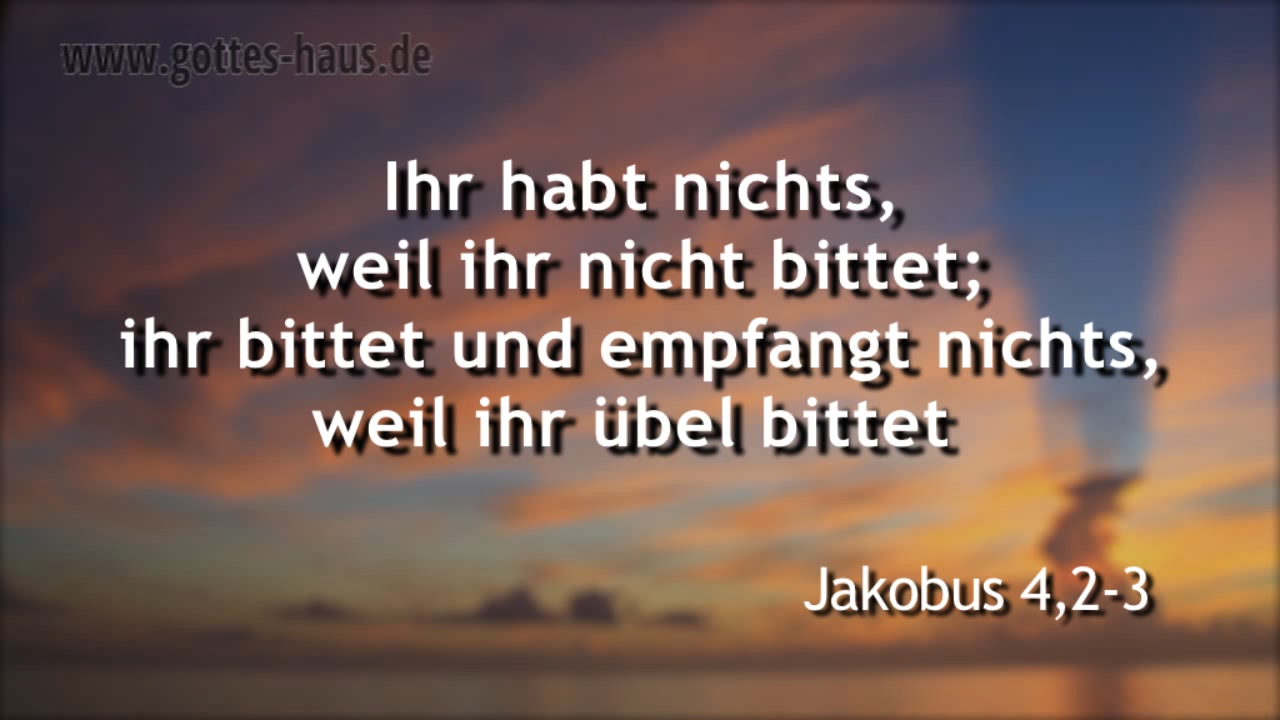 www.gottes-haus.de
Ihr habt nichts,
weil ihr nicht bittet;
ihr bittet und empfangt nichts,
weil ihr übel bittet
Jakobus 4,2-3